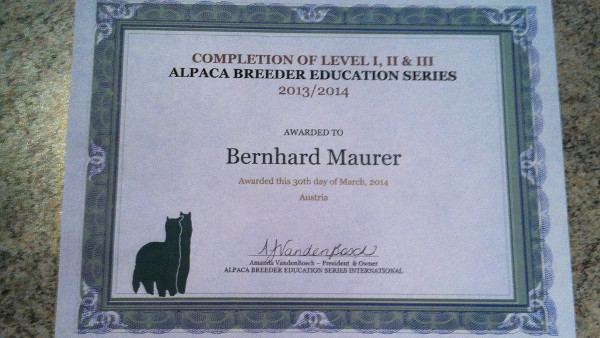 COMPLETION OF LEVEL I, II & III
ALPACA BREEDER EDUCATION SERIES
2013/2014
AWARDED TO
Bernhard Maurer
Awarded this 30th day of March, 2014
Austria
AJVandenBosch
Amanda VandenBosch – President & Owner
ALPACA BREEDER EDUCATION SERIES INTERNATIONAL